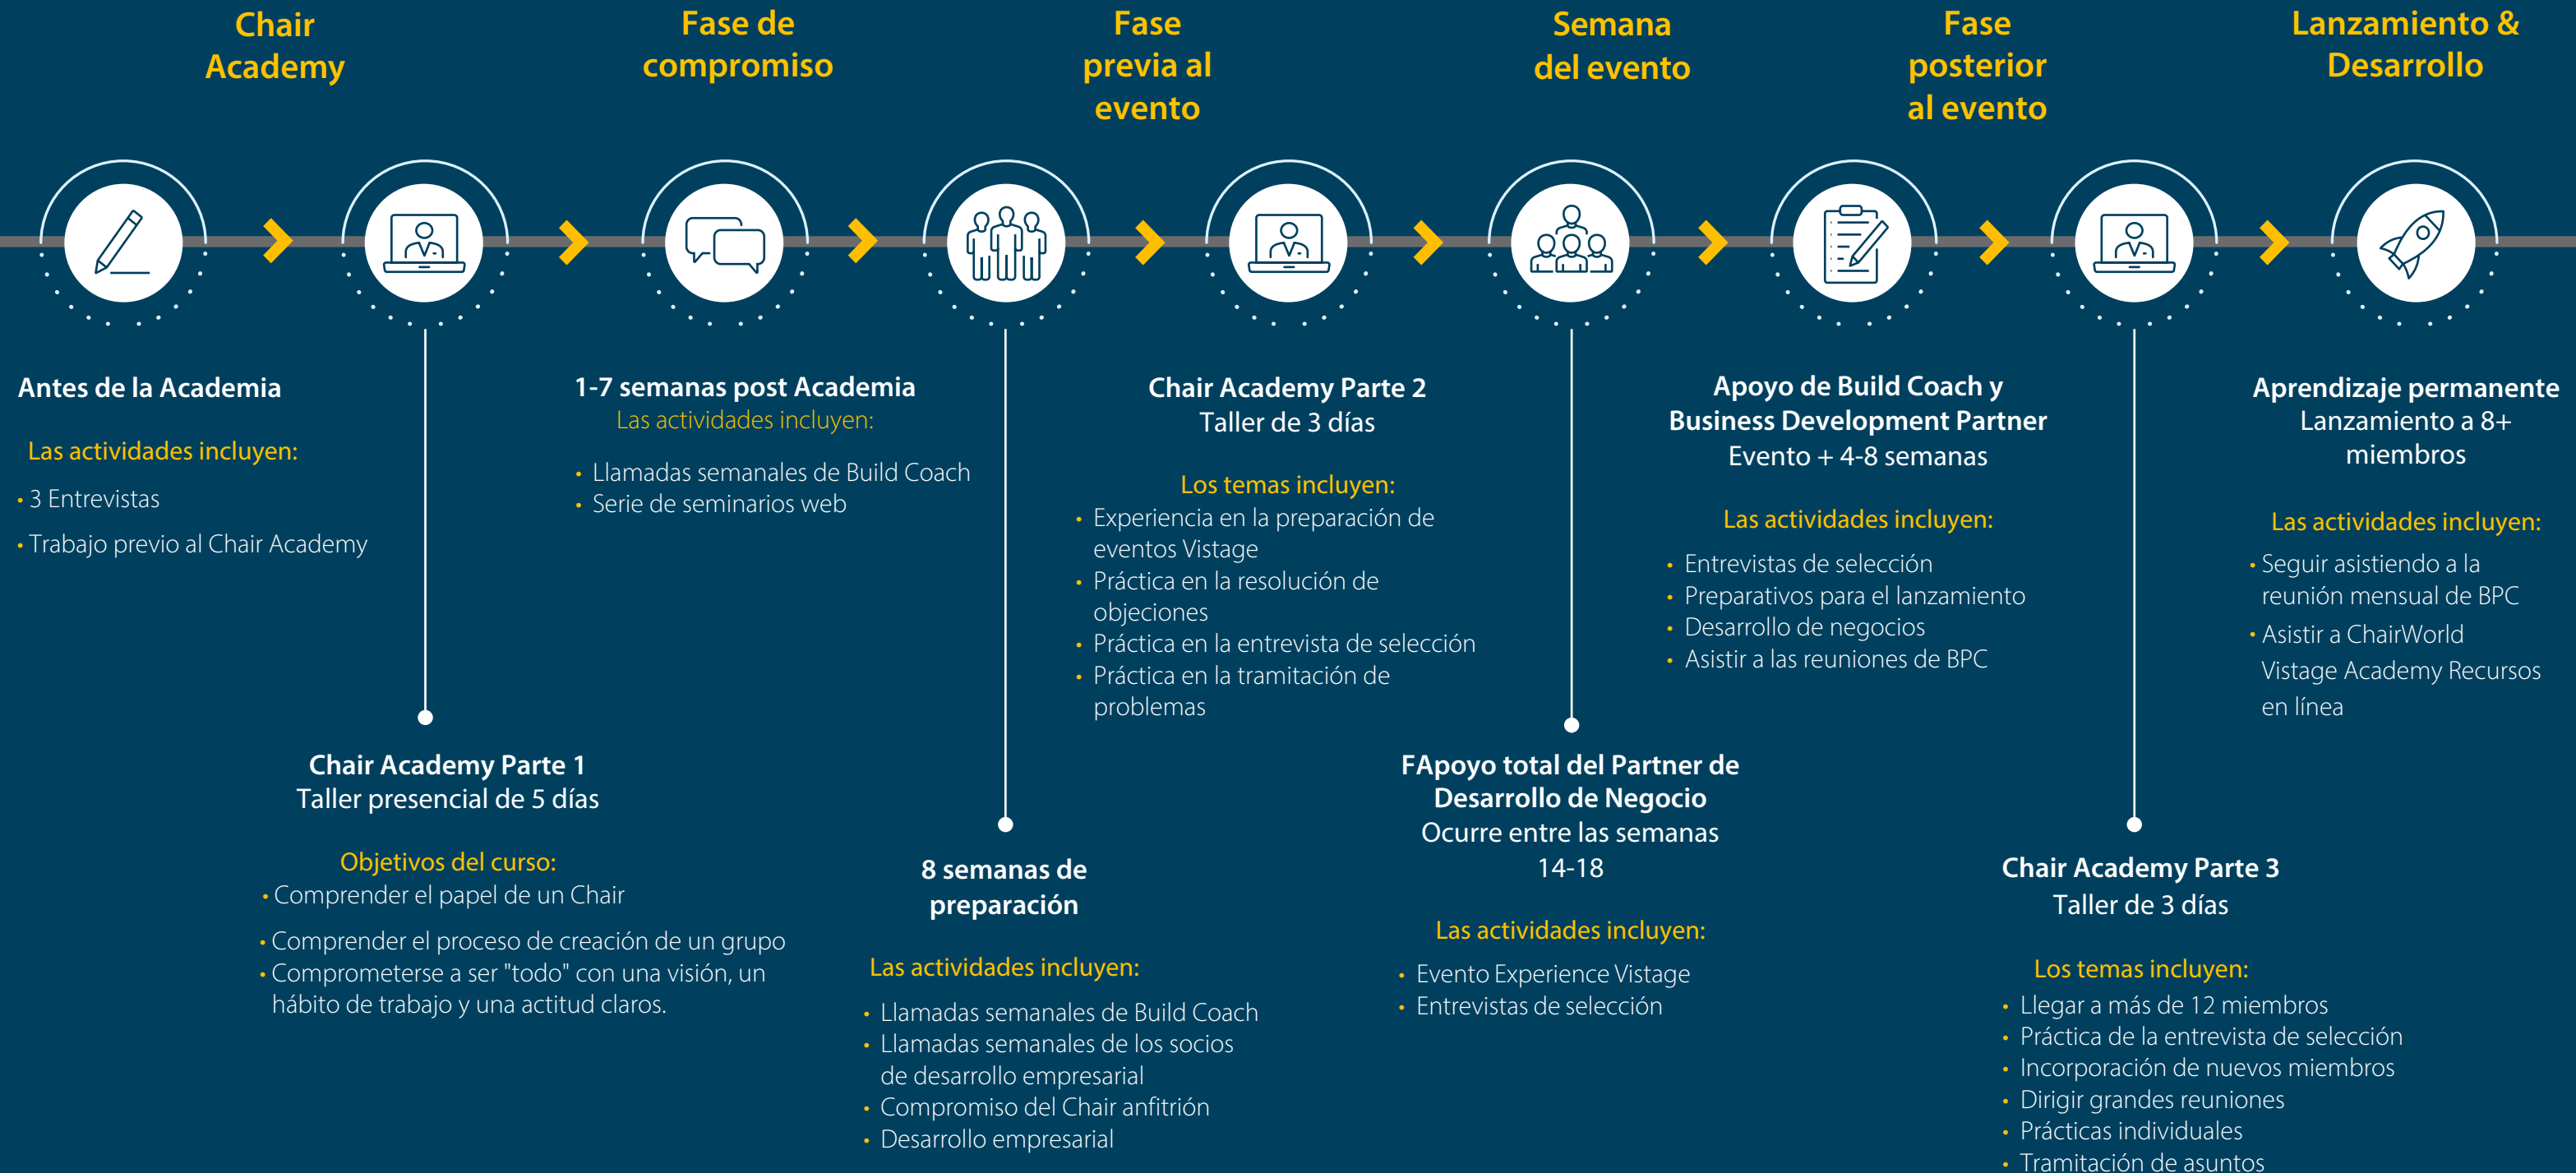 Chair
Academy
Fase de
compromiso
Fase
previa al
evento
Semana
del evento
Fase
posterior
al evento
Lanzamiento &
Desarrollo
Antes de la Academia
Las actividades incluyen:
• 3 Entrevistas
• Trabajo previo al Chair Academy
Chair Academy Parte 1
Taller presencial de 5 días
Objetivos del curso:
• Comprender el papel de un Chair
• Comprender el proceso de creación de un grupo
• Comprometerse a ser "todo" con una visión, un
hábito de trabajo y una actitud claros.
1-7 semanas post Academia
Las actividades incluyen:
• Llamadas semanales de Build Coach
• Serie de seminarios web
8 semanas de
preparación
Las actividades incluyen:
• Llamadas semanales de Build Coach
• Llamadas semanales de los socios
de desarrollo empresarial
• Compromiso del Chair anfitrión
• Desarrollo empresarial
Chair Academy Parte 2
Taller de 3 días
Los temas incluyen:
• Experiencia en la preparación de
eventos Vistage
• Práctica en la resolución de
objeciones
• Práctica en la entrevista de selección
• Práctica en la tramitación de
problemas
FApoyo total del Partner de
Desarrollo de Negocio
Ocurre entre las semanas
14-18
Las actividades incluyen:
• Evento Experience Vistage
• Entrevistas de selección
Apoyo de Build Coach y
Business Development Partner
Evento + 4-8 semanas
Las actividades incluyen:
• Entrevistas de selección
• Preparativos para el lanzamiento
• Desarrollo de negocios
• Asistir a las reuniones de BPC
Chair Academy Parte 3
Taller de 3 días
Los temas incluyen:
• Llegar a más de 12 miembros
• Práctica de la entrevista de selección
• Incorporación de nuevos miembros
• Dirigir grandes reuniones
• Prácticas individuales
• Tramitación de asuntos
Aprendizaje permanente
Lanzamiento a 8+
miembros
Las actividades incluyen:
• Seguir asistiendo a la
reunión mensual de BPC
• Asistir a ChairWorld
Vistage Academy Recursos
en línea